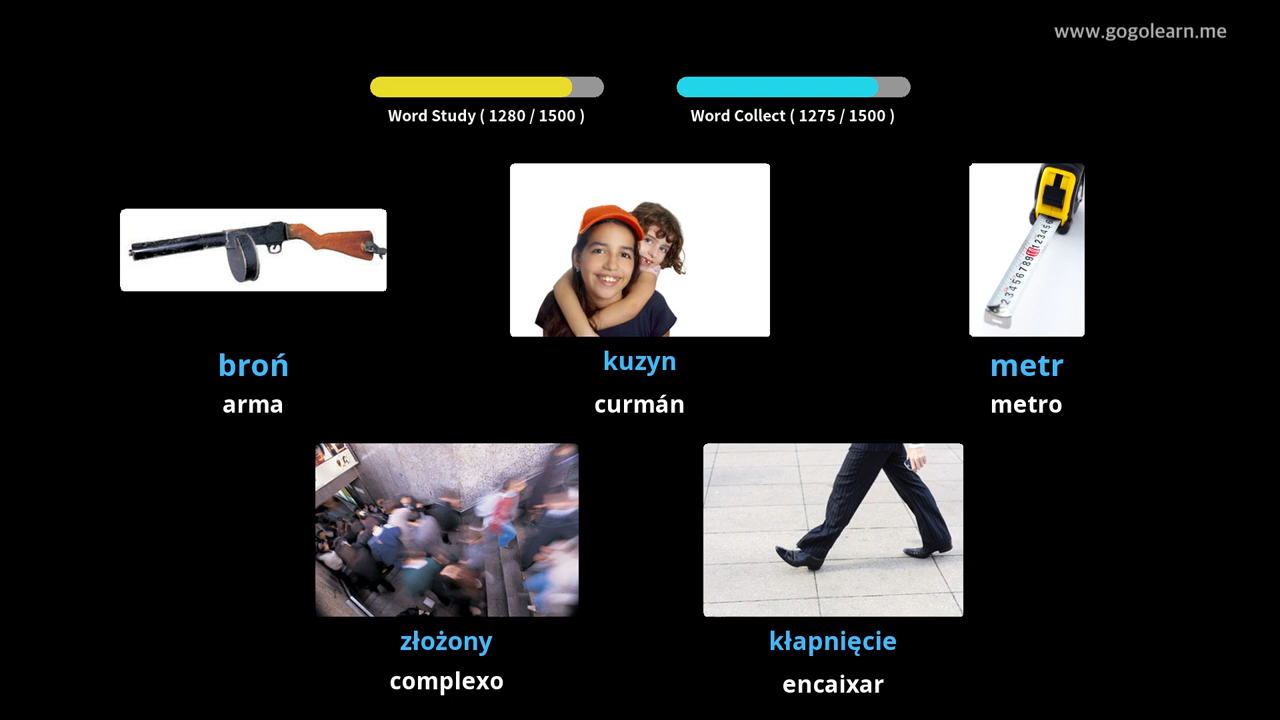 www.gogolearn.me
Word Study ( 1280 / 1500 )
Word Collect ( 1275 / 1500 )
broń
arma
kuzyn
curmán
metr
metro
złożony
complexo
kłapnięcie
encaixar